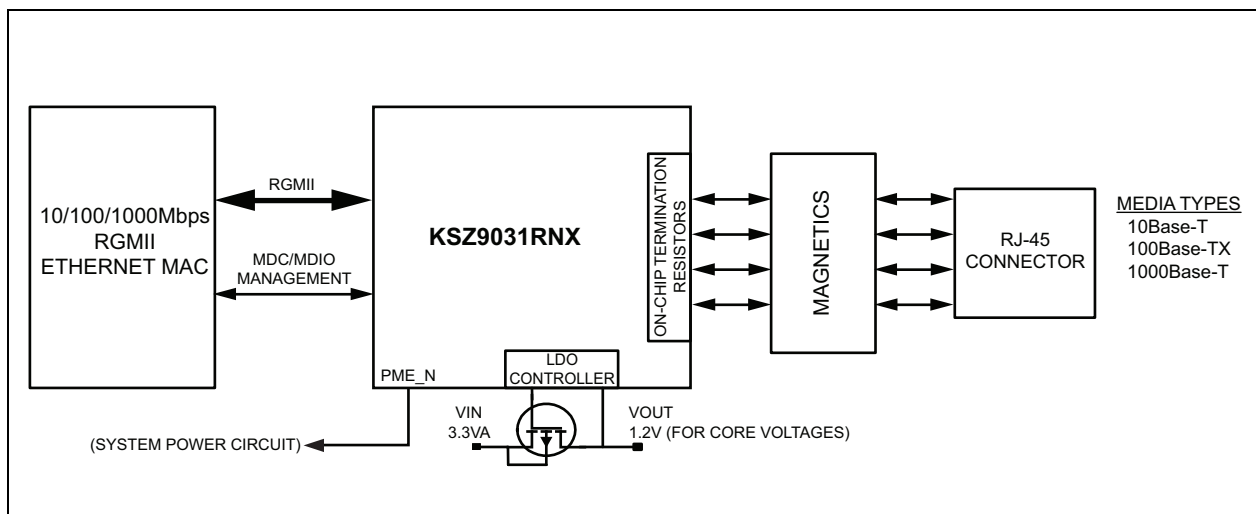 10/100/1000Mbps
RGMII
ETHERNET MAC
RGMII
MDC/MDIO
MANAGEMENT
KSZ9031RNX
ON-CHIP TERMINATION
RESISTORS
MAGNETICS
RJ-45
CONNECTOR
MEDIA TYPES
10Base-T
100Base-TX
1000Base-T
PME_N
LDO
CONTROLLER
(SYSTEM POWER CIRCUIT)
VIN
3.3VA
VOUT
1.2V (FOR CORE VOLTAGES)